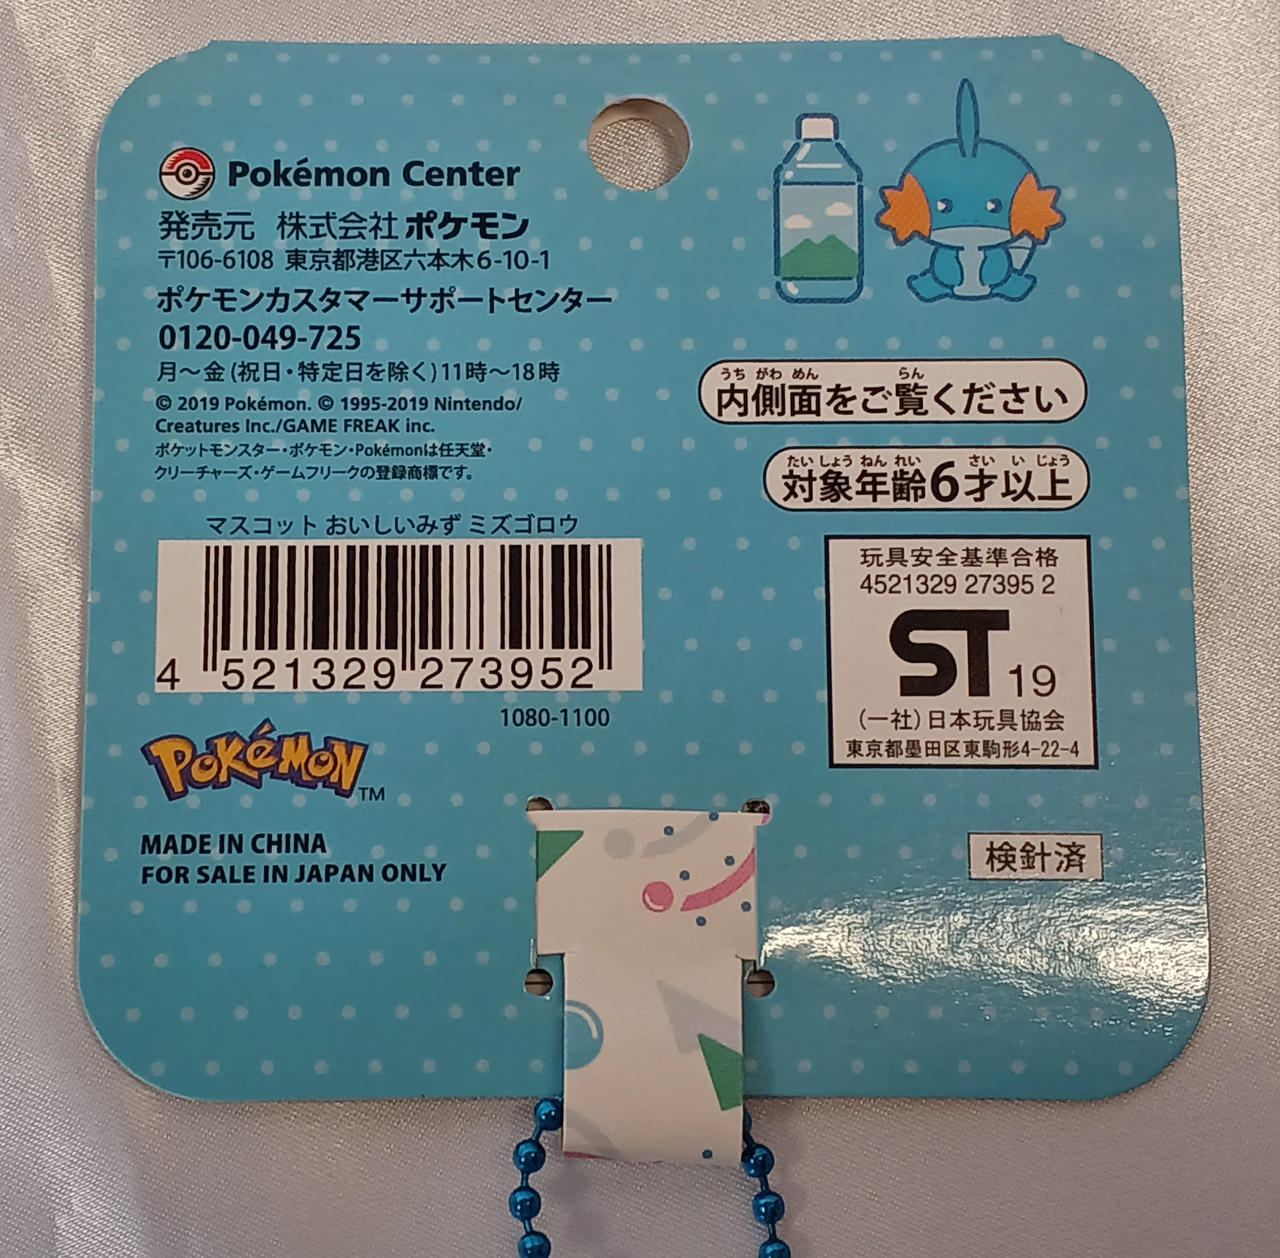 Pokémon Center
発売元 株式会社ポケモン
〒106-6108 東京都港区六本木6-10-1
ポケモンカスタマーサポートセンター
0120-049-725
月〜金(祝日・特定日を除く)11時〜18時
© 2019 Pokémon. © 1995-2019 Nintendo/
Creatures Inc./GAME FREAK inc.
ポケットモンスター・ポケモン・Pokémonは任天堂・
クリーチャーズ・ゲームフリークの登録商標です。
マスコット おいしいみず ミズゴロウ
4 521329 273952
1080-1100
POKéMON™
MADE IN CHINA
FOR SALE IN JAPAN ONLY
うち がわ めん らん
内側面をご覧ください
たい しょう ねん れい さい い じょう
対象年齢6才以上
玩具安全基準合格
4521329 27395 2
ST 19
(一社)日本玩具協会
東京都墨田区東駒形4-22-4
検針済